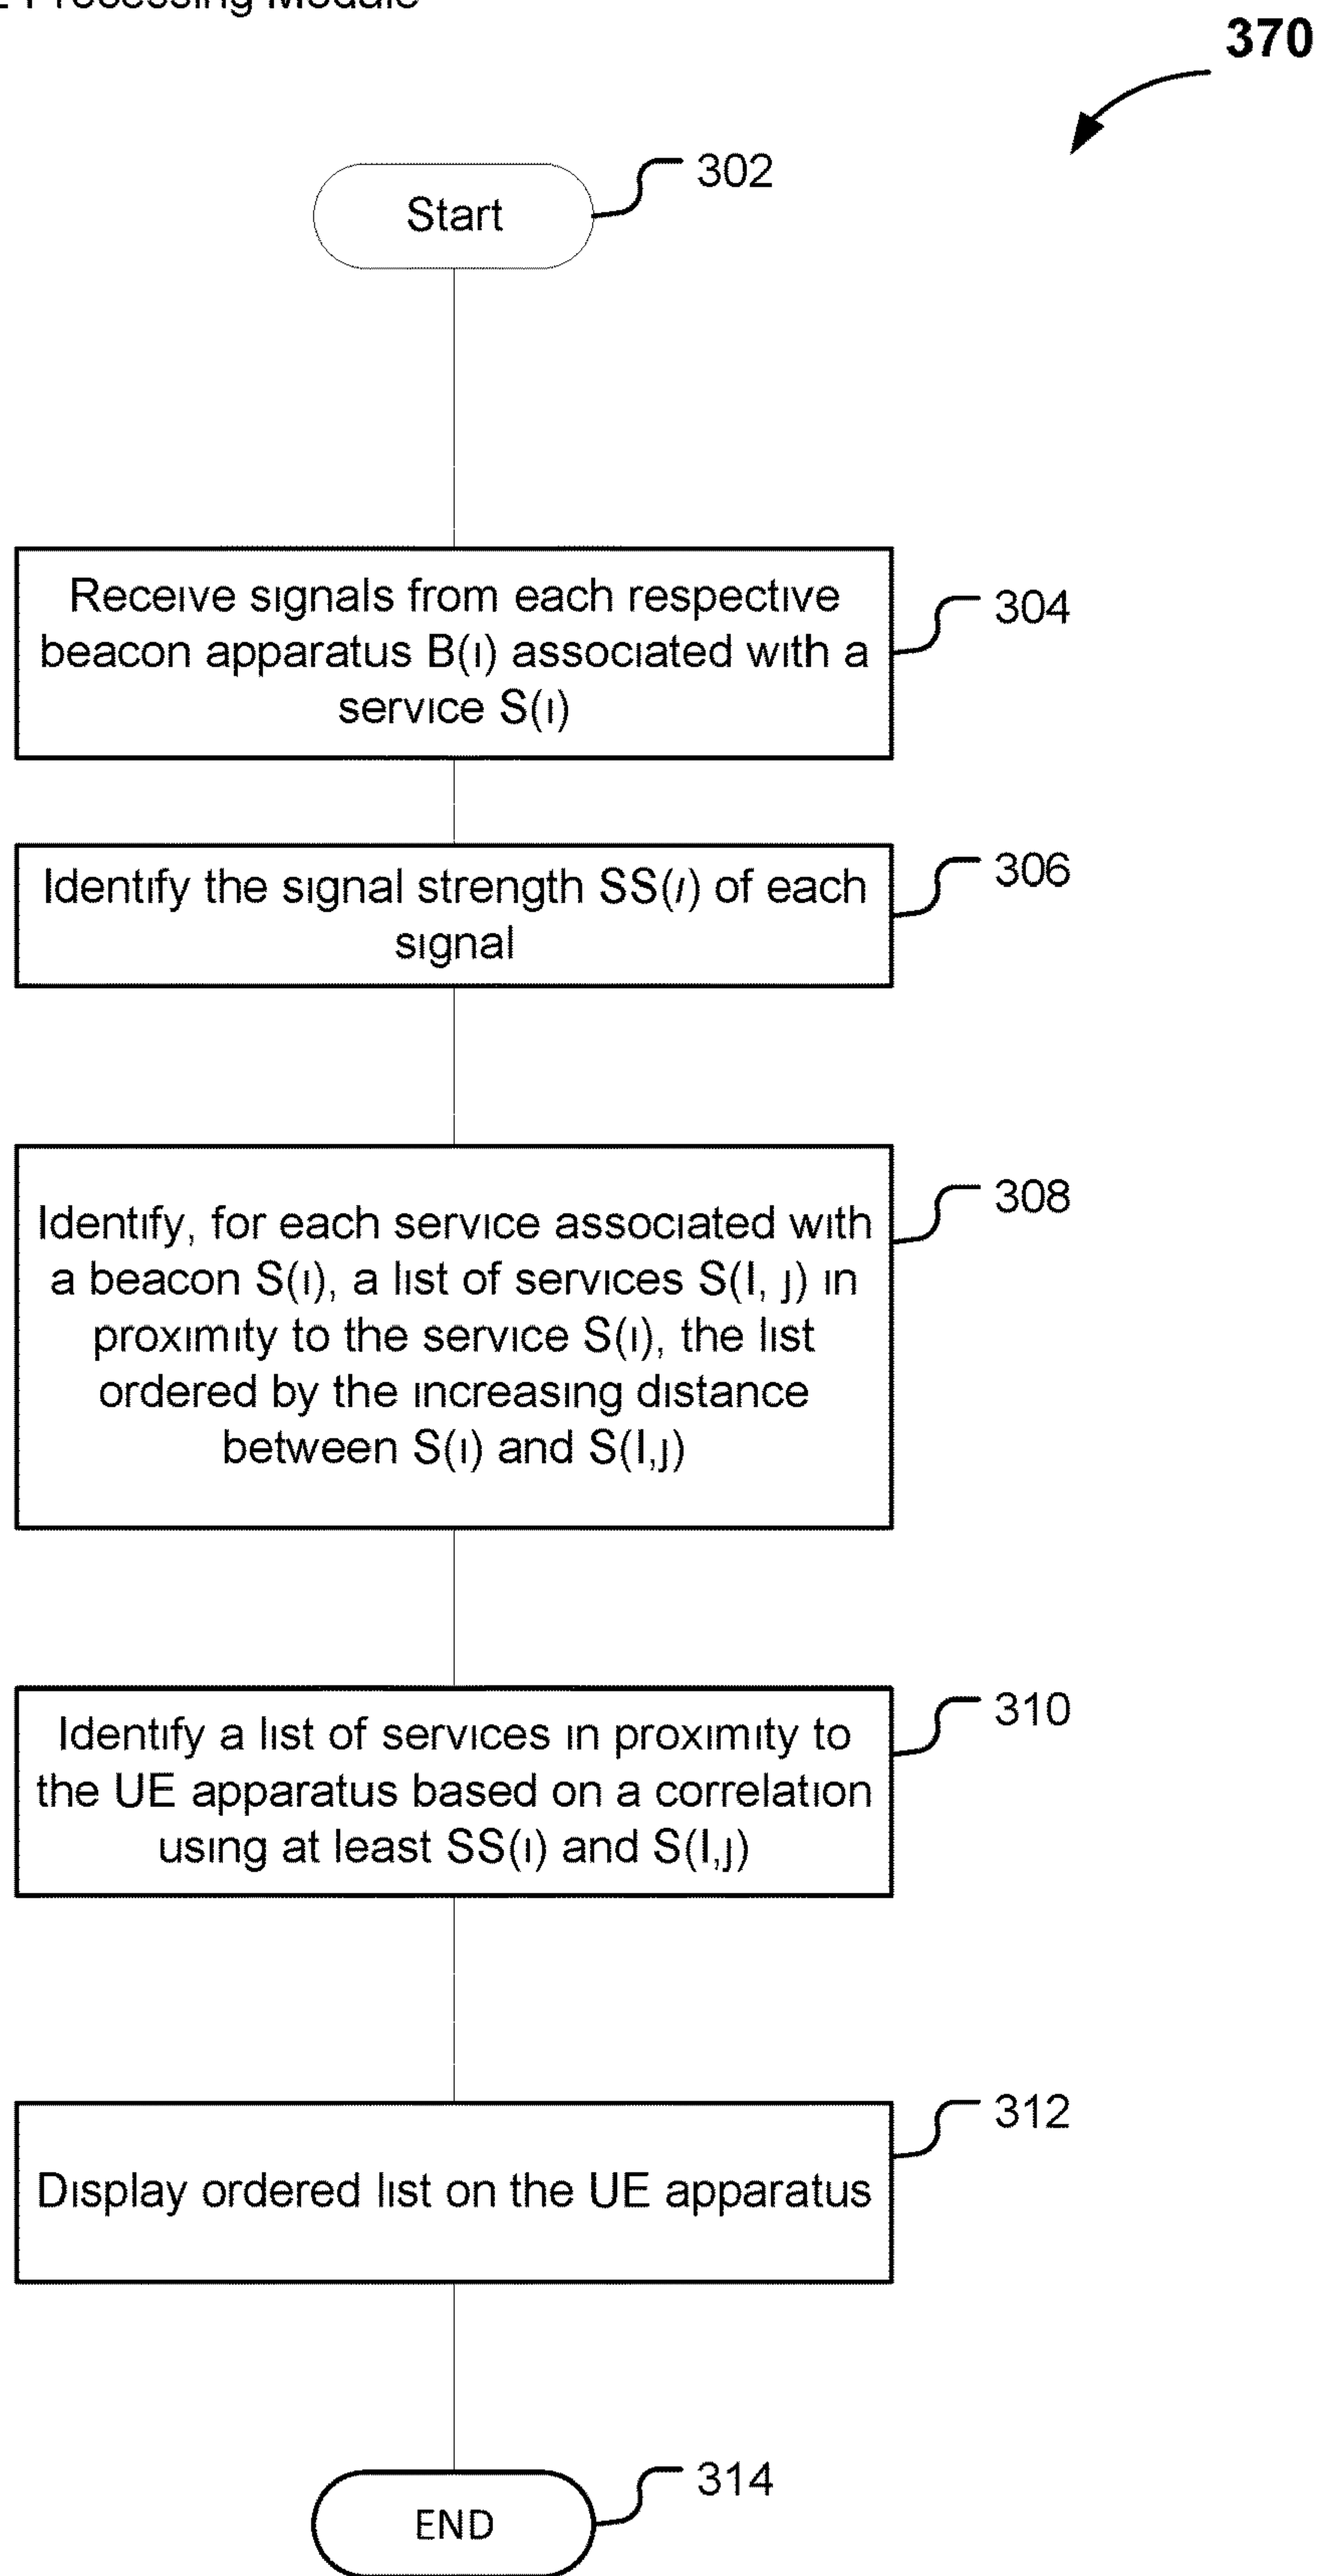 Processing Module
370
302
Start
Receive signals from each respective
beacon apparatus B(i) associated with a
service S(i)
304
Identify the signal strength SS(i) of each
signal
306
Identify, for each service associated with
a beacon S(i), a list of services S(I, j) in
proximity to the service S(i), the list
ordered by the increasing distance
between S(i) and S(I,j)
308
Identify a list of services in proximity to
the UE apparatus based on a correlation
using at least SS(i) and S(I,j)
310
Display ordered list on the UE apparatus
312
END
314